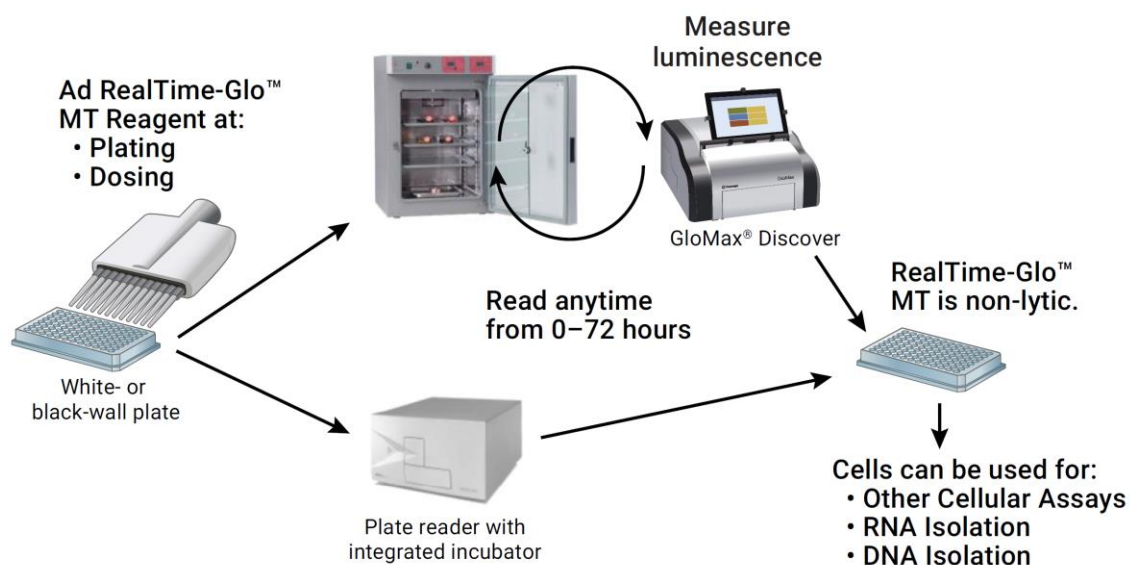 Ad RealTime-Glo™
MT Reagent at:
• Plating
• Dosing
White- or
black-wall plate
Measure
luminescence
GloMax® Discover
Read anytime
from 0–72 hours
Plate reader with
integrated incubator
RealTime-Glo™
MT is non-lytic.
Cells can be used for:
• Other Cellular Assays
• RNA Isolation
• DNA Isolation